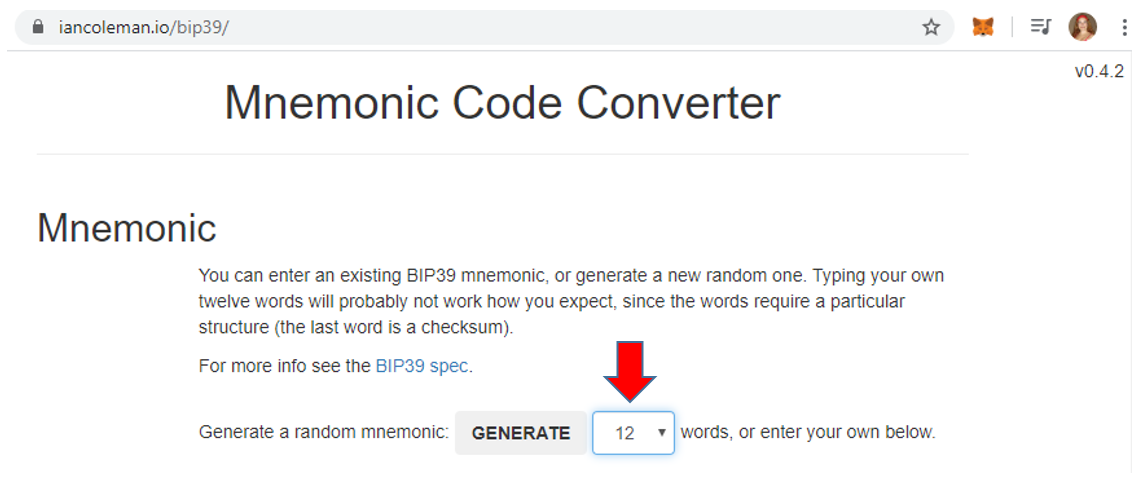 iancoleman.io/bip39/
v0.4.2
Mnemonic Code Converter
Mnemonic
You can enter an existing BIP39 mnemonic, or generate a new random one. Typing your own
twelve words will probably not work how you expect, since the words require a particular
structure (the last word is a checksum).
For more info see the BIP39 spec.
Generate a random mnemonic: GENERATE 12 words, or enter your own below.